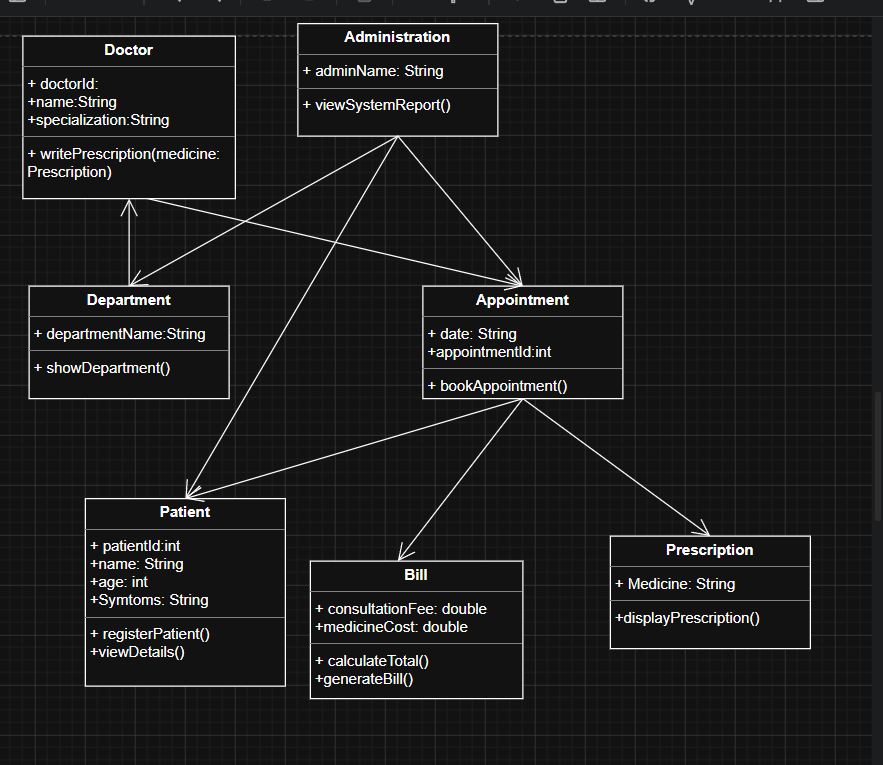 Doctor
+ doctorId:
+name:String
+specialization:String
+ writePrescription(medicine:
Prescription)
Administration
+ adminName: String
+ viewSystemReport()
Department
+ departmentName:String
+ showDepartment()
Appointment
+ date: String
+appointmentId:int
+ bookAppointment()
Patient
+ patientId:int
+name: String
+age: int
+Symtoms: String
+ registerPatient()
+viewDetails()
Bill
+ consultationFee: double
+medicineCost: double
+ calculateTotal()
+generateBill()
Prescription
+ Medicine: String
+displayPrescription()